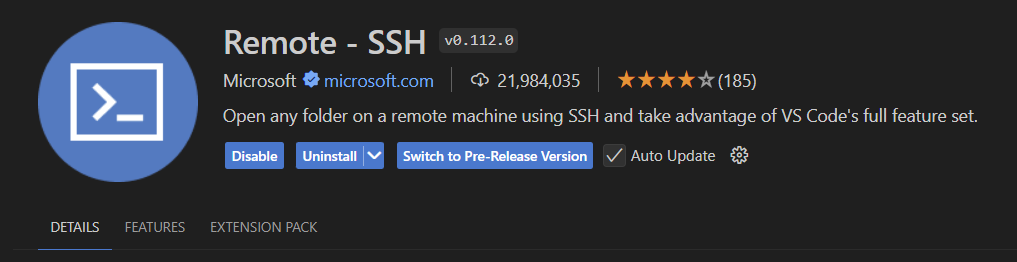 Remote - SSH v0.112.0
Microsoft microsoft.com 21,984,035 (185)
Open any folder on a remote machine using SSH and take advantage of VS Code's full feature set.
Disable Uninstall Switch to Pre-Release Version Auto Update
DETAILS FEATURES EXTENSION PACK